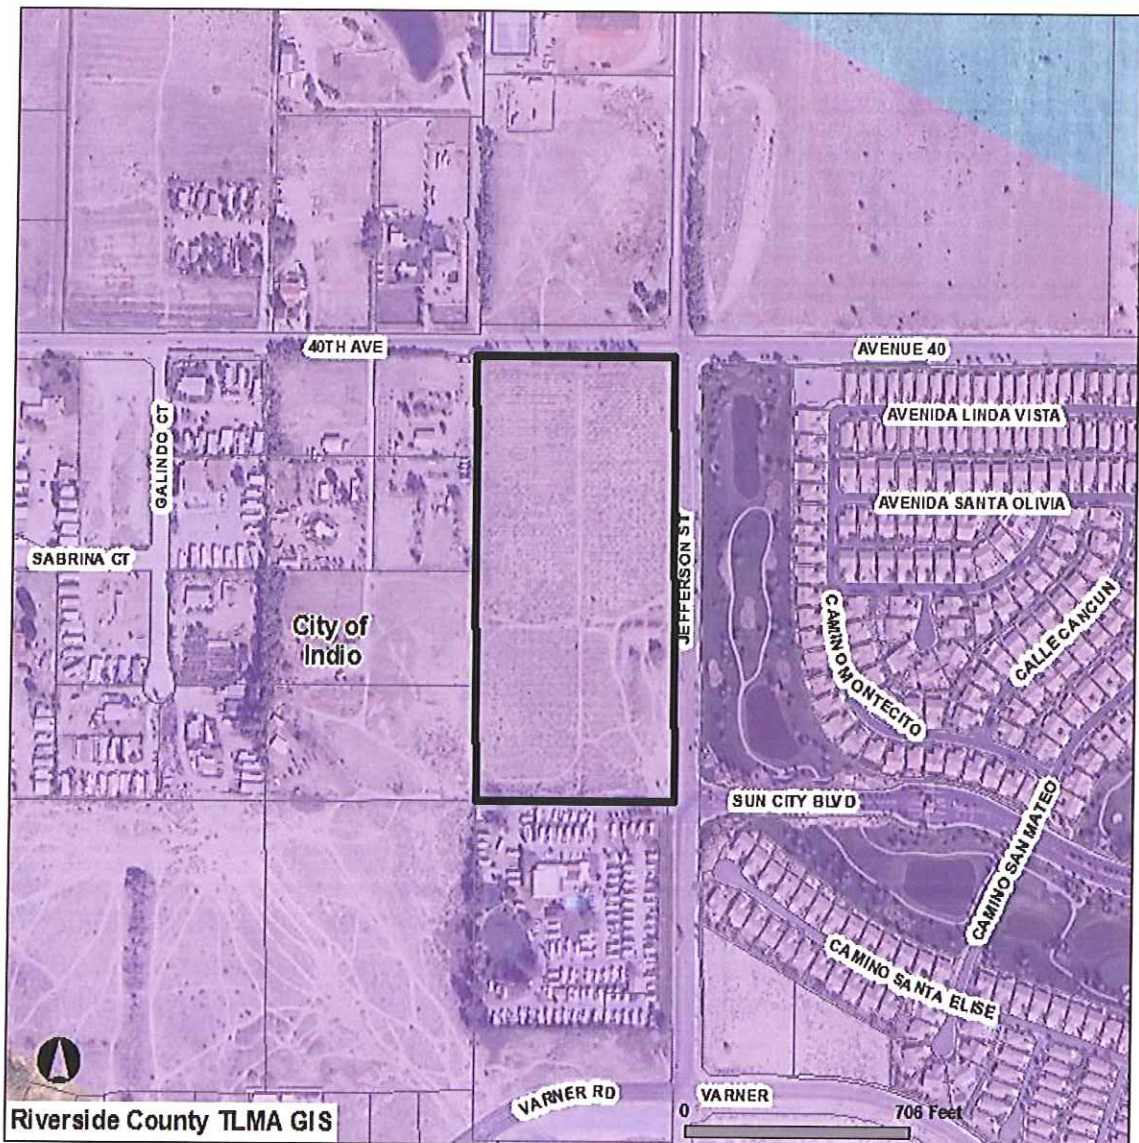 40TH AVE
AVENUE 40
AVENIDA LINDA VISTA
GALINDO CT
AVENIDA SANTA OLIVIA
SABRINA CT
JEFFERSON ST
City of
Indio
CAMINO MONTECITO
CALLE CANCUN
SUN CITY BLVD
CAMINO SAN MATEO
CAMINO SANTA ELISE
VARNER RD
VARNER
0
706 Feet
Riverside County TLMA GIS